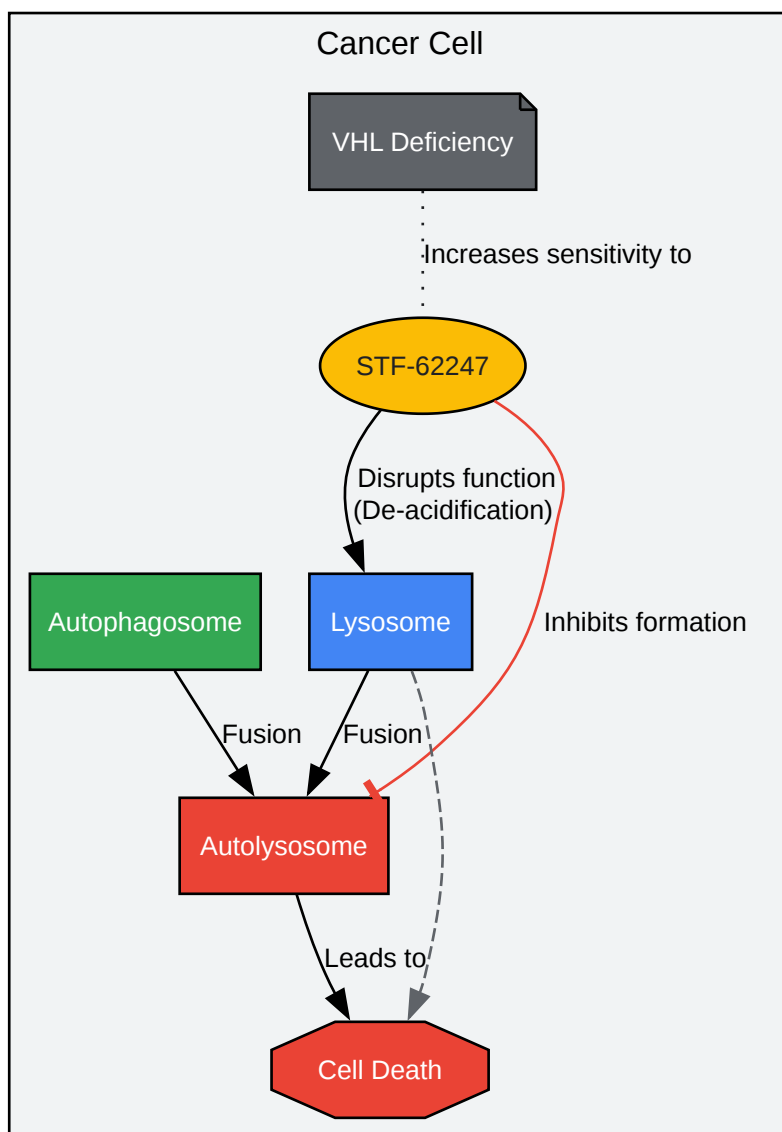 Cancer Cell
VHL Deficiency
Increases sensitivity to
STF-62247
Disrupts function
(De-acidification)
Autophagosome
Lysosome
Inhibits formation
Fusion
Fusion
Autolysosome
Leads to
Cell Death